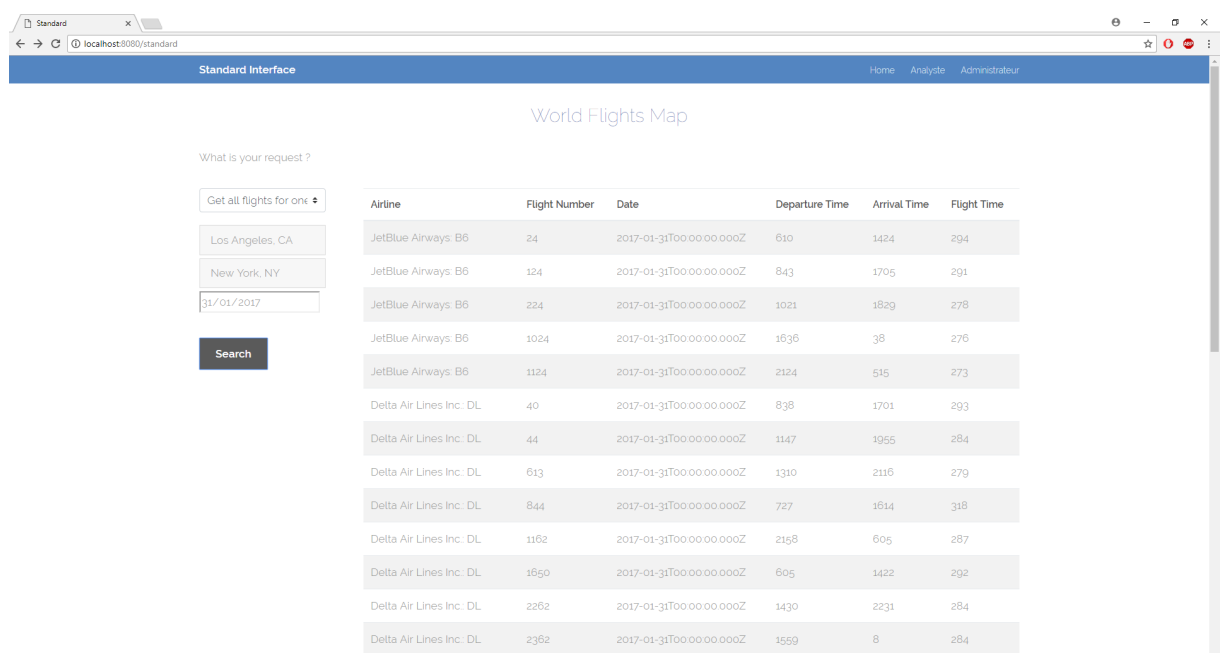 Standard
localhost:8080/standard
ABP
Standard Interface Home Analyste Administrateur
World Flights Map
What is your request ?
Get all flights for one
Los Angeles, CA
New York, NY
31/01/2017
Search
Airline Flight Number Date Departure Time Arrival Time Flight Time
JetBlue Airways: B6 24 2017-01-31T00:00:00.000Z 610 1424 294
JetBlue Airways: B6 124 2017-01-31T00:00:00.000Z 843 1705 291
JetBlue Airways: B6 224 2017-01-31T00:00:00.000Z 1021 1829 278
JetBlue Airways: B6 1024 2017-01-31T00:00:00.000Z 1636 38 276
JetBlue Airways: B6 1124 2017-01-31T00:00:00.000Z 2124 515 273
Delta Air Lines Inc.: DL 40 2017-01-31T00:00:00.000Z 838 1701 293
Delta Air Lines Inc.: DL 44 2017-01-31T00:00:00.000Z 1147 1955 284
Delta Air Lines Inc.: DL 613 2017-01-31T00:00:00.000Z 1310 2116 279
Delta Air Lines Inc.: DL 844 2017-01-31T00:00:00.000Z 727 1614 318
Delta Air Lines Inc.: DL 1162 2017-01-31T00:00:00.000Z 2158 605 287
Delta Air Lines Inc.: DL 1650 2017-01-31T00:00:00.000Z 605 1422 292
Delta Air Lines Inc.: DL 2262 2017-01-31T00:00:00.000Z 1430 2231 284
Delta Air Lines Inc.: DL 2362 2017-01-31T00:00:00.000Z 1559 8 284